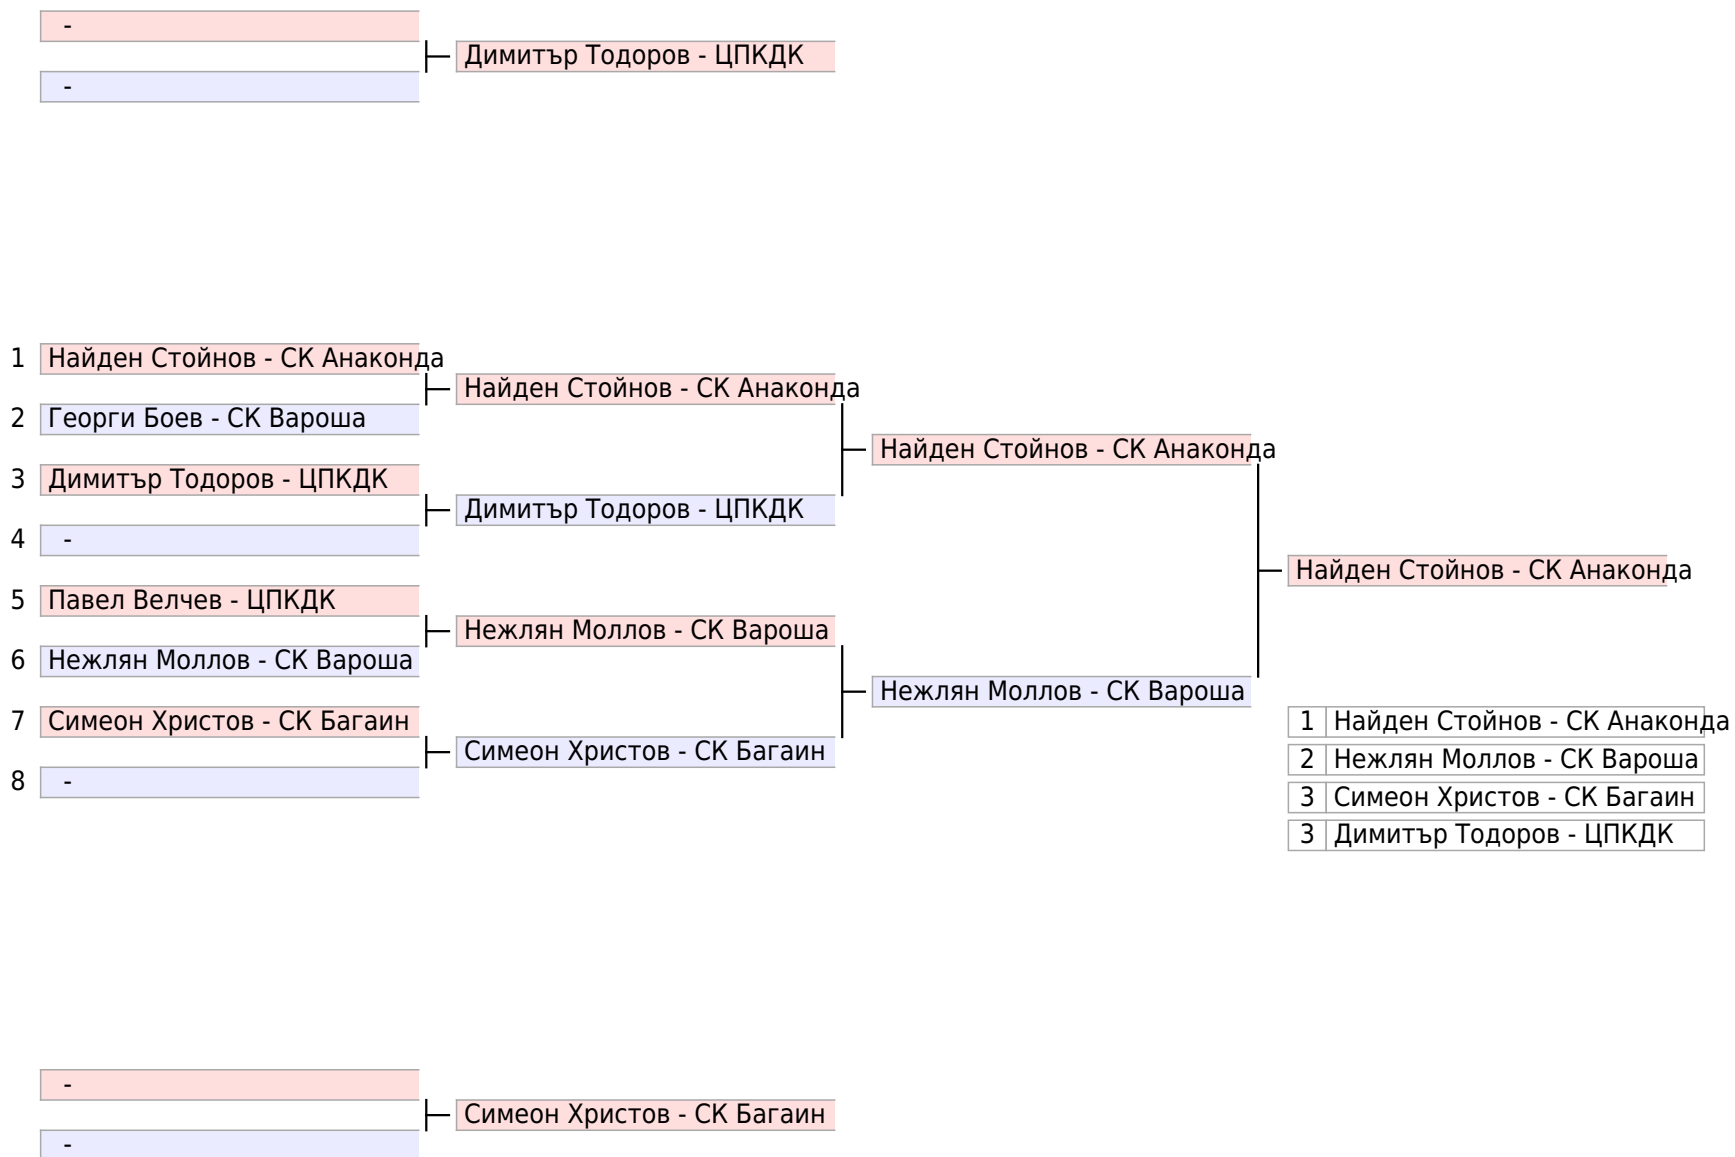 -
Димитър Тодоров - ЦПКДК
-
1 Найден Стойнов - СК Анаконда
Найден Стойнов - СК Анаконда
2 Георги Боев - СК Вароша
Найден Стойнов - СК Анаконда
3 Димитър Тодоров - ЦПКДК
Димитър Тодоров - ЦПКДК
4 -
Найден Стойнов - СК Анаконда
5 Павел Велчев - ЦПКДК
Нежлян Моллов - СК Вароша
6 Нежлян Моллов - СК Вароша
Нежлян Моллов - СК Вароша
7 Симеон Христов - СК Багаин
1 Найден Стойнов - СК Анаконда
Симеон Христов - СК Багаин
2 Нежлян Моллов - СК Вароша
8 -
3 Симеон Христов - СК Багаин
3 Димитър Тодоров - ЦПКДК
-
Симеон Христов - СК Багаин
-